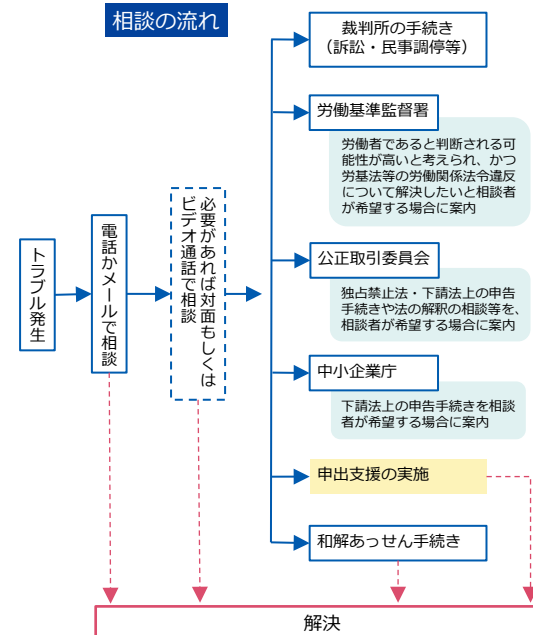 相談の流れ
トラブル発生
電話かメールで相談
必要があれば対面もしくは
ビデオ通話で相談
裁判所の手続き
（訴訟・民事調停等）
労働基準監督署
労働者であると判断される可
能性が高いと考えられ、かつ
労基法等の労働関係法令違反
について解決したいと相談者
が希望する場合に案内
公正取引委員会
独占禁止法・下請法上の申告
手続きや法の解釈の相談等を、
相談者が希望する場合に案内
中小企業庁
下請法上の申告手続きを相談
者が希望する場合に案内
申出支援の実施
和解あっせん手続き
解決